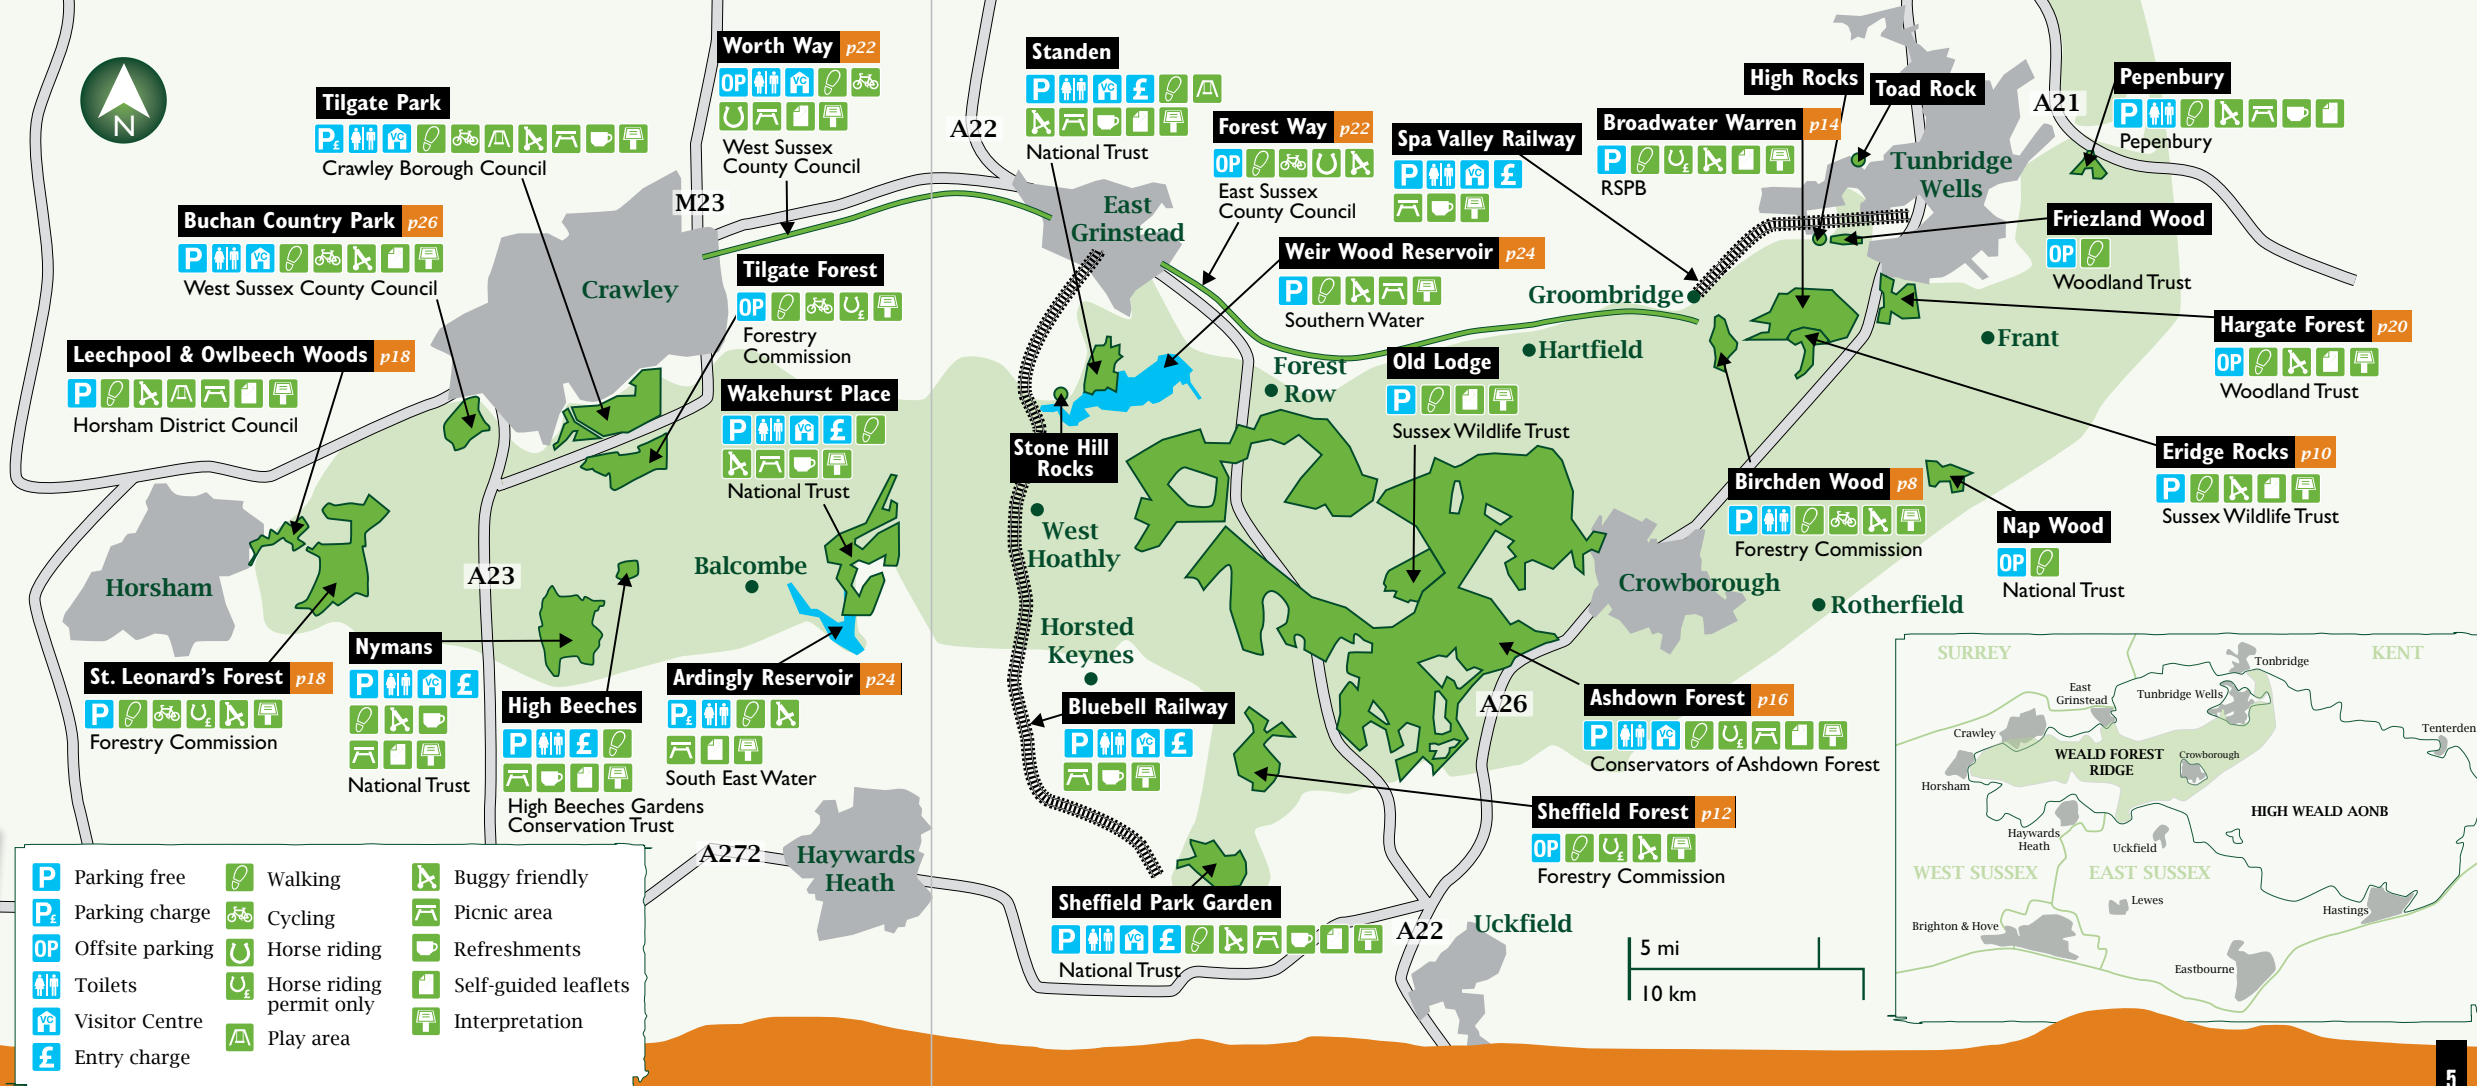 N
Tilgate Park
Crawley Borough Council
Worth Way p22
West Sussex
County Council
Buchan Country Park p26
West Sussex County Council
Leechpool & Owlbeech Woods p18
Horsham District Council
Tilgate Forest
Forestry
Commission
Wakehurst Place
National Trust
St. Leonard's Forest p18
Forestry Commission
Nymans
National Trust
High Beeches
High Beeches Gardens
Conservation Trust
Ardingly Reservoir p24
South East Water
Crawley
Horsham
Balcombe
Haywards
Heath
M23
A23
A272
A22
Standen
National Trust
Forest Way p22
East Sussex
County Council
Weir Wood Reservoir p24
Southern Water
Spa Valley Railway
Broadwater Warren p14
RSPB
High Rocks
Toad Rock
A21
Pepenbury
Pepenbury
Friezland Wood
Woodland Trust
Hargate Forest p20
Woodland Trust
Eridge Rocks p10
Sussex Wildlife Trust
Birchden Wood p8
Forestry Commission
Nap Wood
National Trust
Old Lodge
Sussex Wildlife Trust
Stone Hill
Rocks
Bluebell Railway
Ashdown Forest p16
Conservators of Ashdown Forest
Sheffield Forest p12
Forestry Commission
Sheffield Park Garden
National Trust
East
Grinstead
Tunbridge
Wells
Groombridge
Hartfield
Frant
Forest
Row
West
Hoathly
Horsted
Keynes
Crowborough
Rotherfield
A26
A22
Uckfield
5 mi
10 km
SURREY
KENT
Tonbridge
East
Grinstead
Tunbridge Wells
Crawley
Tenterden
WEALD FOREST
RIDGE
Crowborough
Horsham
HIGH WEALD AONB
Haywards
Heath
Uckfield
WEST SUSSEX
EAST SUSSEX
Lewes
Hastings
Brighton & Hove
Eastbourne
P Parking free
P£ Parking charge
OP Offsite parking
Toilets
VC Visitor Centre
£ Entry charge
Walking
Cycling
Horse riding
Horse riding
permit only
Play area
Buggy friendly
Picnic area
Refreshments
Self-guided leaflets
Interpretation
5